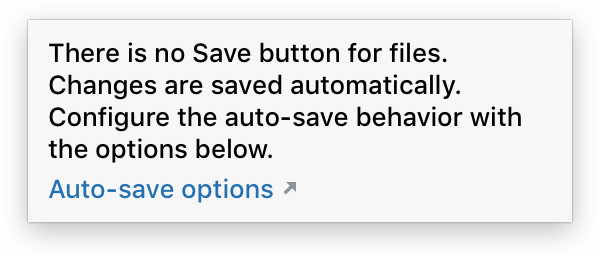 There is no Save button for files.
Changes are saved automatically.
Configure the auto-save behavior with
the options below.
Auto-save options